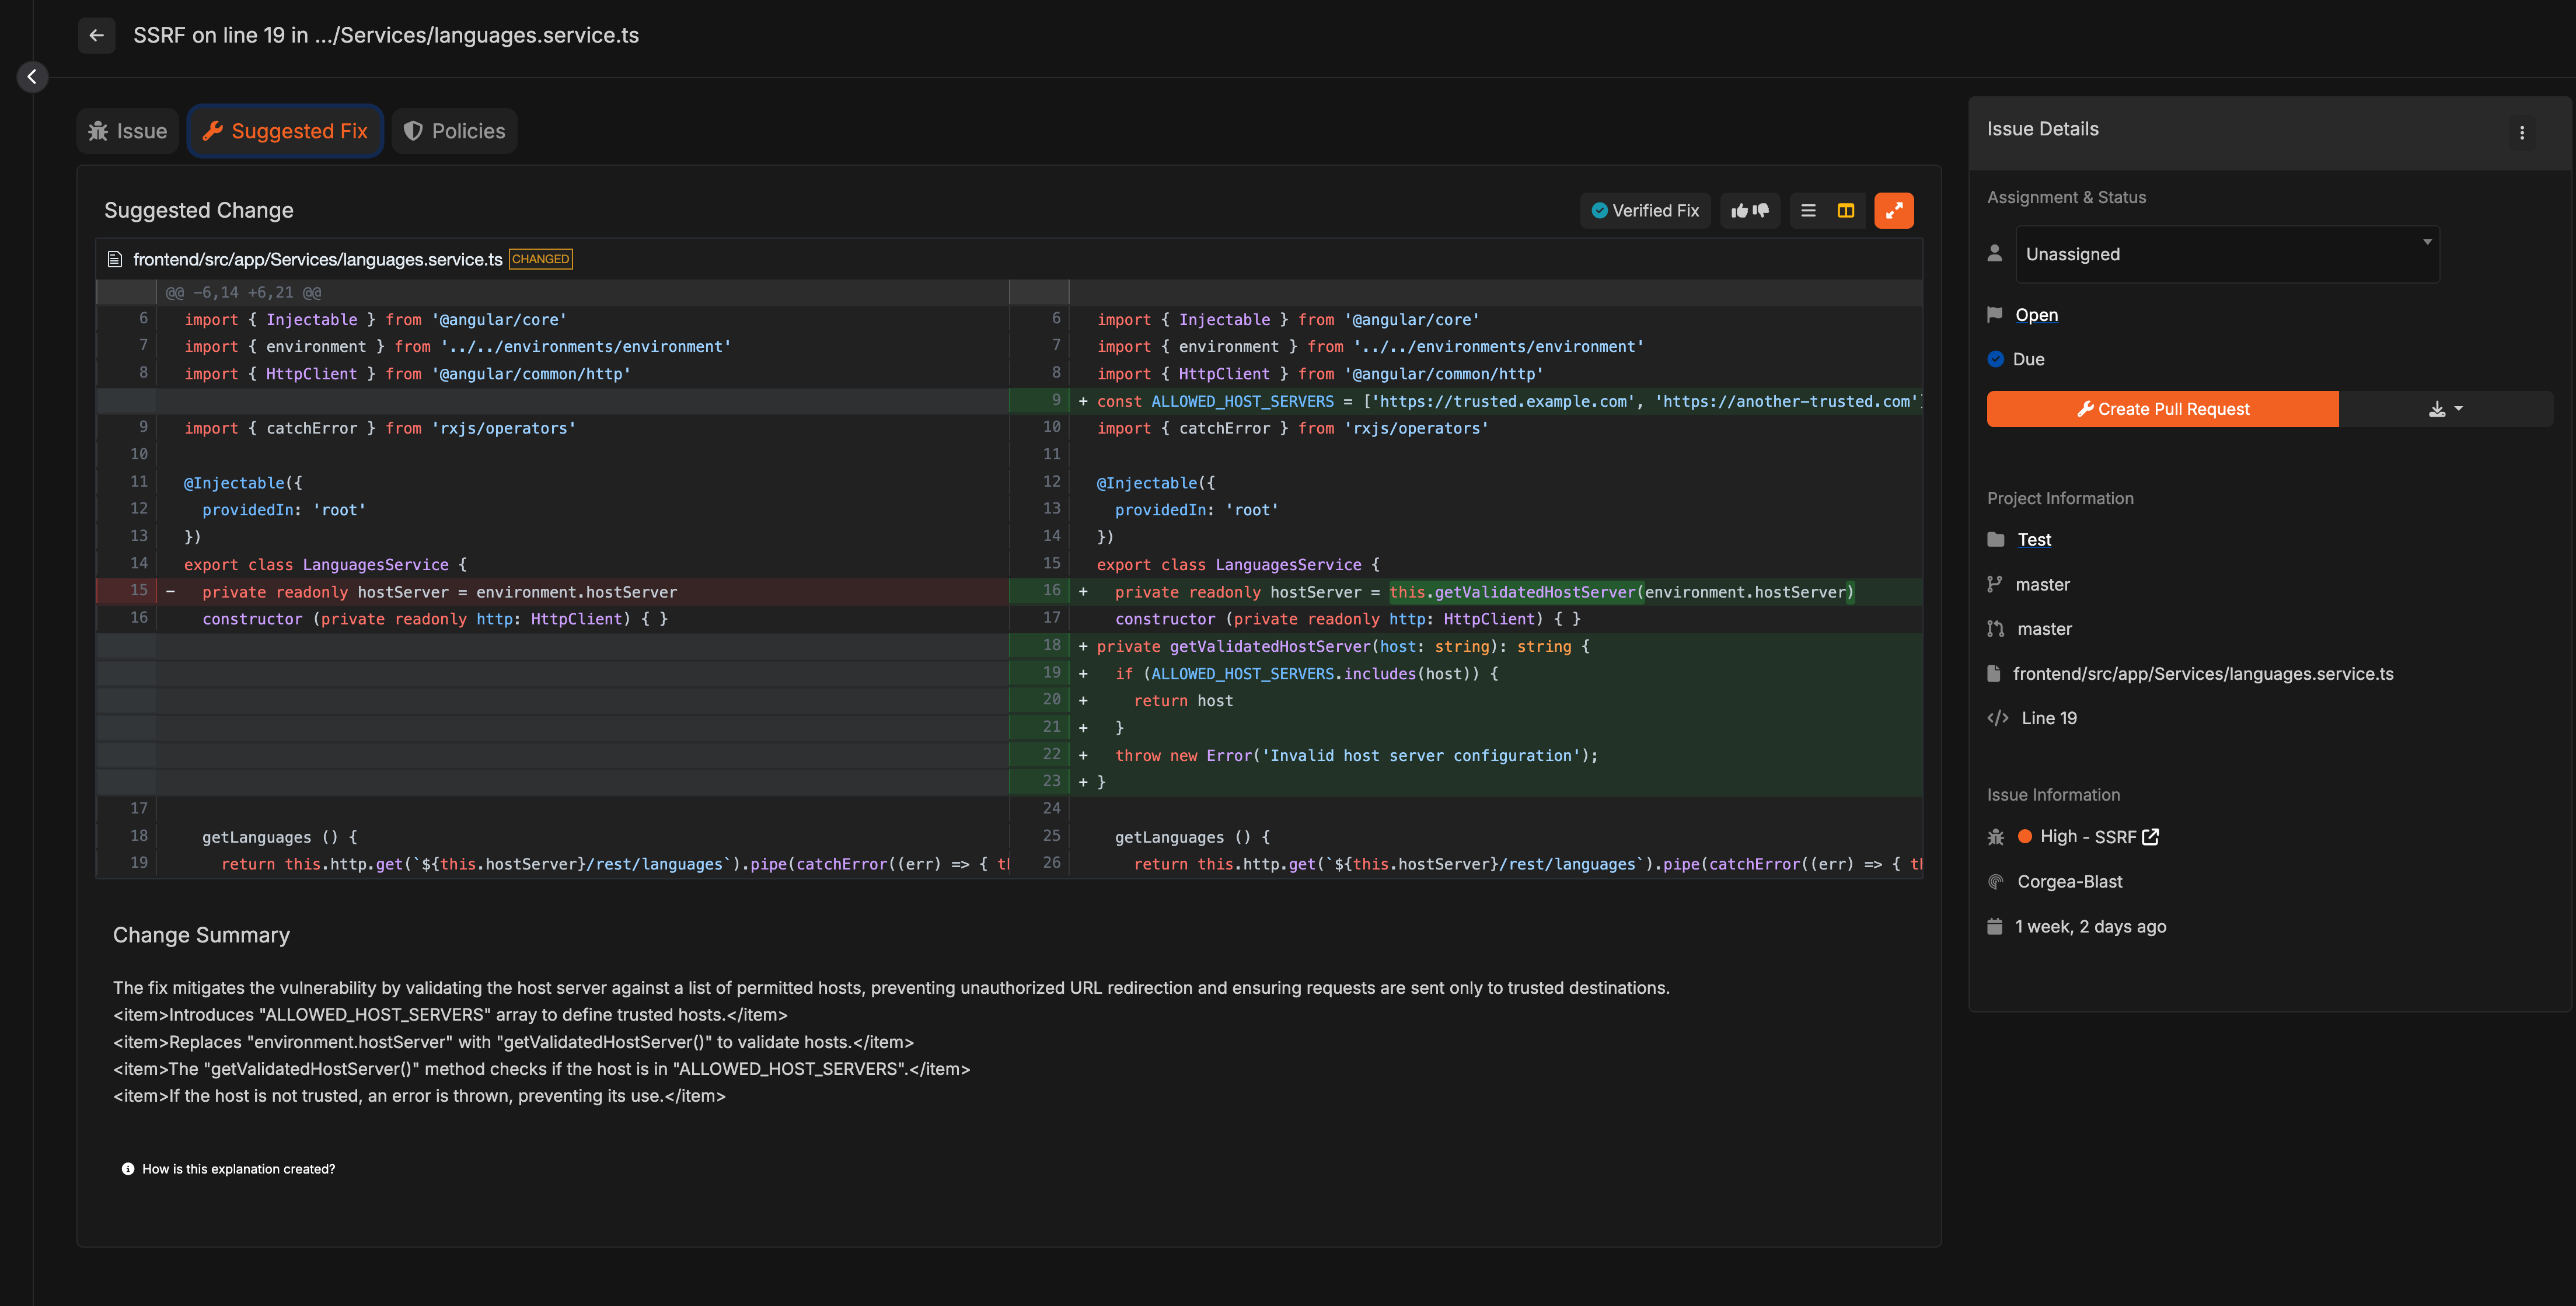 SSRF on line 19 in .../Services/languages.service.ts
Issue
Suggested Fix
Policies
Suggested Change
Verified Fix
frontend/src/app/Services/languages.service.ts CHANGED
@@ -6,14 +6,21 @@
6 import { Injectable } from '@angular/core'
7 import { environment } from '../../environments/environment'
8 import { HttpClient } from '@angular/common/http'
9 import { catchError } from 'rxjs/operators'
10
11 @Injectable({
12 providedIn: 'root'
13 })
14 export class LanguagesService {
15 - private readonly hostServer = environment.hostServer
16 constructor (private readonly http: HttpClient) { }
17
18 getLanguages () {
19 return this.http.get(`${this.hostServer}/rest/languages`).pipe(catchError((err) => { th
6 import { Injectable } from '@angular/core'
7 import { environment } from '../../environments/environment'
8 import { HttpClient } from '@angular/common/http'
9 + const ALLOWED_HOST_SERVERS = ['https://trusted.example.com', 'https://another-trusted.com']
10 import { catchError } from 'rxjs/operators'
11
12 @Injectable({
13 providedIn: 'root'
14 })
15 export class LanguagesService {
16 + private readonly hostServer = this.getValidatedHostServer(environment.hostServer)
17 constructor (private readonly http: HttpClient) { }
18 + private getValidatedHostServer(host: string): string {
19 + if (ALLOWED_HOST_SERVERS.includes(host)) {
20 + return host
21 + }
22 + throw new Error('Invalid host server configuration');
23 + }
24
25 getLanguages () {
26 return this.http.get(`${this.hostServer}/rest/languages`).pipe(catchError((err) => { th
Change Summary
The fix mitigates the vulnerability by validating the host server against a list of permitted hosts, preventing unauthorized URL redirection and ensuring requests are sent only to trusted destinations.
<item>Introduces "ALLOWED_HOST_SERVERS" array to define trusted hosts.</item>
<item>Replaces "environment.hostServer" with "getValidatedHostServer()" to validate hosts.</item>
<item>The "getValidatedHostServer()" method checks if the host is in "ALLOWED_HOST_SERVERS".</item>
<item>If the host is not trusted, an error is thrown, preventing its use.</item>
How is this explanation created?
Issue Details
Assignment & Status
Unassigned
Open
Due
Create Pull Request
Project Information
Test
master
master
frontend/src/app/Services/languages.service.ts
Line 19
Issue Information
High - SSRF
Corgea-Blast
1 week, 2 days ago